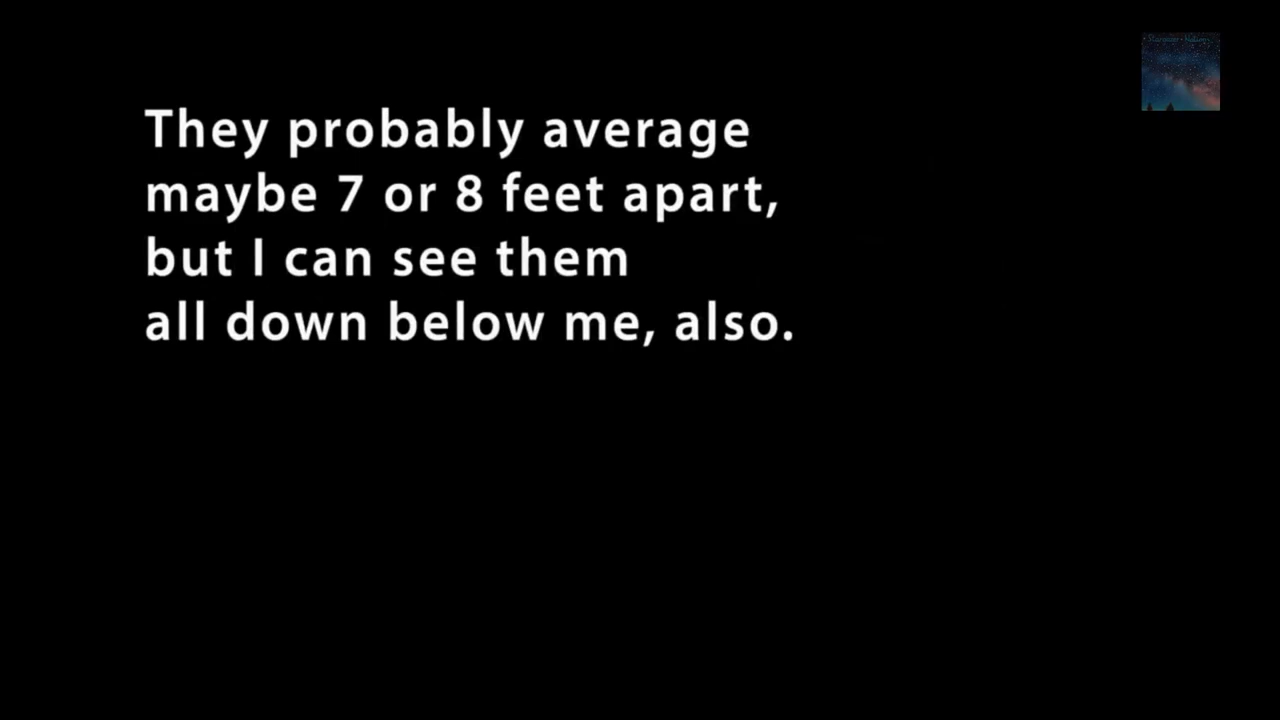 They probably average
maybe 7 or 8 feet apart,
but I can see them
all down below me, also.